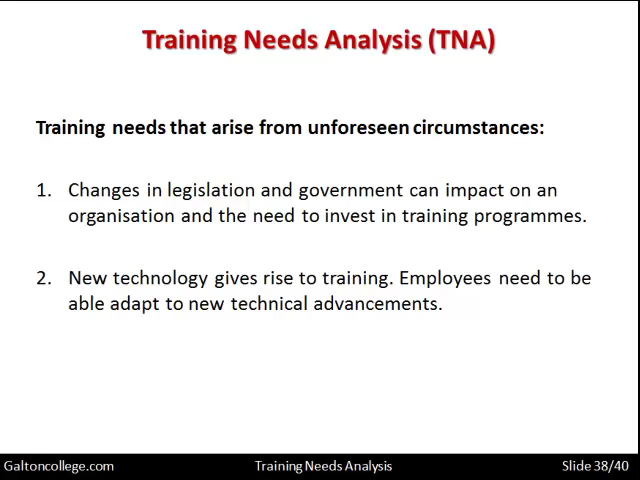 Training Needs Analysis (TNA)
Training needs that arise from unforeseen circumstances:
1. Changes in legislation and government can impact on an
organisation and the need to invest in training programmes.
2. New technology gives rise to training. Employees need to be
able adapt to new technical advancements.
Galtoncollege.com Training Needs Analysis Slide 38/40